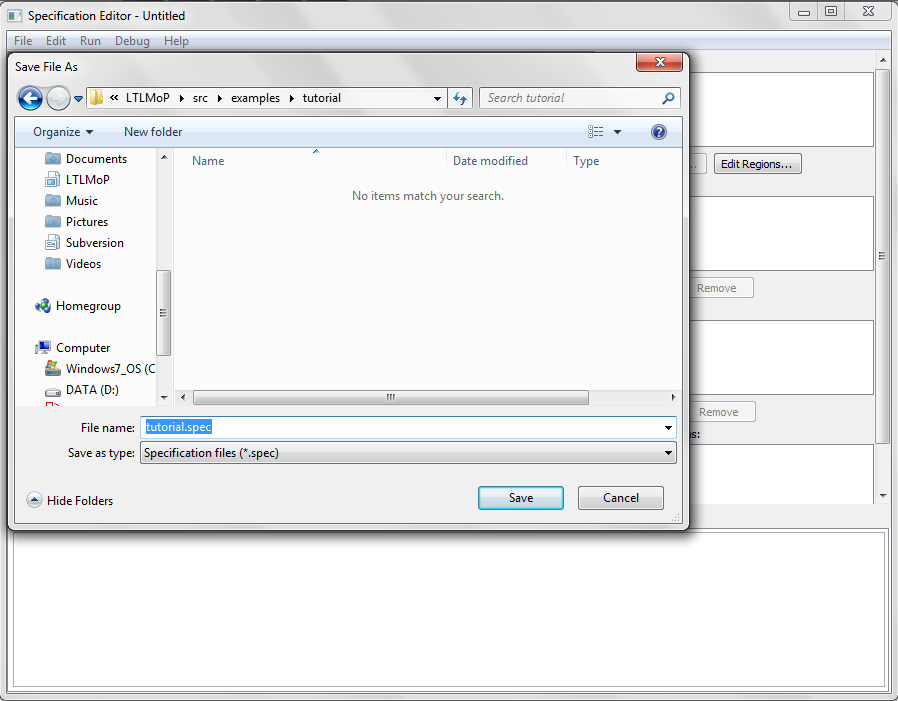 Specification Editor - Untitled
File Edit Run Debug Help
Save File As
« LTLMoP src examples tutorial
Search tutorial
Organize New folder
Name Date modified Type
No items match your search.
Documents
LTLMoP
Music
Pictures
Subversion
Videos
Homegroup
Computer
Windows7_OS (C
DATA (D:)
File name: tutorial.spec
Save as type: Specification files (*.spec)
Hide Folders
Save Cancel
Edit Regions...
Remove
Remove